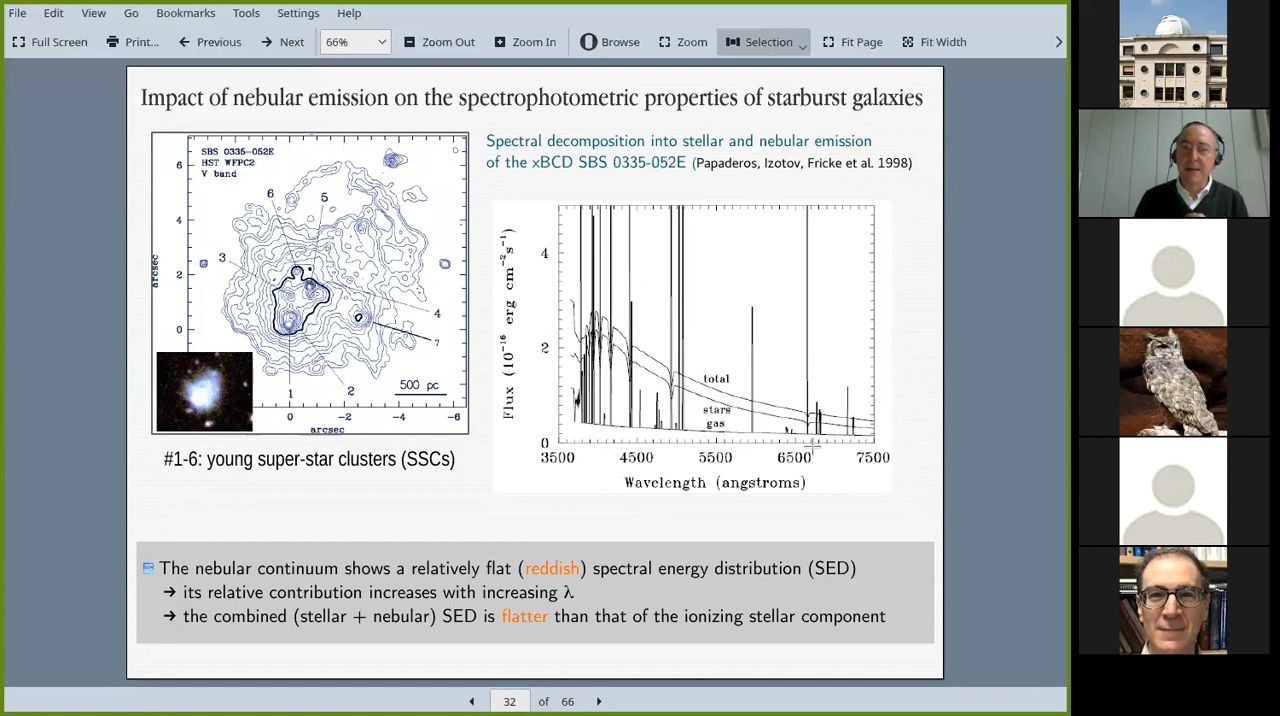 File Edit View Go Bookmarks Tools Settings Help
Full Screen Print... Previous Next 66% Zoom Out Zoom In Browse Zoom Selection Fit Page Fit Width
Impact of nebular emission on the spectrophotometric properties of starburst galaxies
SBS 0335-052E
HST WFPC2
V band
6
4
2
0
arcsec
6
5
3
4
7
1
2
500 pc
0 -2 -4 -6
arcsec
#1-6: young super-star clusters (SSCs)
Spectral decomposition into stellar and nebular emission
of the xBCD SBS 0335-052E (Papaderos, Izotov, Fricke et al. 1998)
Flux (10⁻¹⁶ erg cm⁻²s⁻¹)
4
2
0
total
stars
gas
3500 4500 5500 6500 7500
Wavelength (angstroms)
The nebular continuum shows a relatively flat (reddish) spectral energy distribution (SED)
➔ its relative contribution increases with increasing λ
➔ the combined (stellar + nebular) SED is flatter than that of the ionizing stellar component
32 of 66